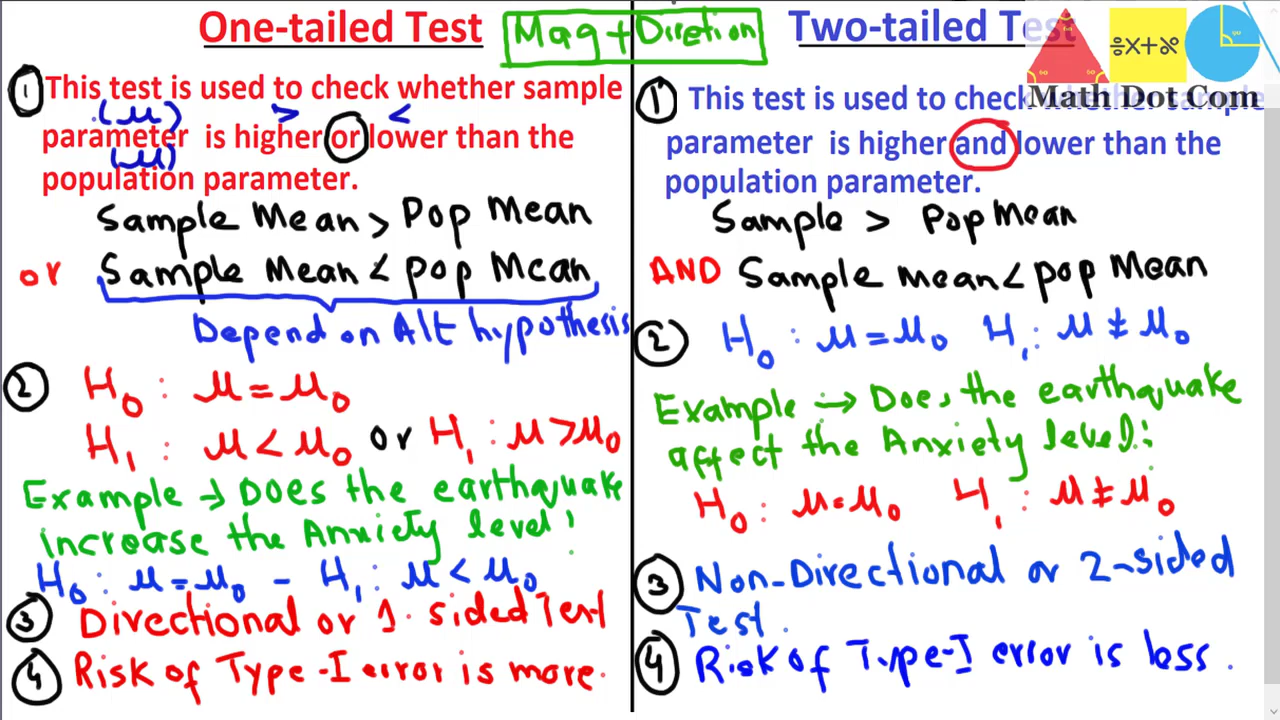 One-tailed Test
Mag + Diretion
Two-tailed Test
÷x+
Math Dot Com
① This test is used to check whether sample
(μ) > <
parameter is higher or lower than the
(μ)
population parameter.
Sample Mean > Pop Mean
or Sample Mean < Pop Mean
Depend on Alt hypothesis
② H₀ : μ = μ₀
H₁ : μ < μ₀ or H₁ : μ > μ₀
Example → Does the earthquake
increase the Anxiety level?
H₀ : μ = μ₀ - H₁ : μ < μ₀
③ Directional or 1-sided Test
④ Risk of Type-I error is more.
① This test is used to check whether sample
parameter is higher and lower than the
population parameter.
Sample > Pop Mean
AND Sample mean < pop Mean
② H₀ : μ = μ₀ H₁ : μ ≠ μ₀
Example → Does the earthquake
affect the Anxiety level?
H₀ : μ = μ₀ H₁ : μ ≠ μ₀
③ Non-Directional or 2-sided
Test.
④ Risk of Type-I error is less.